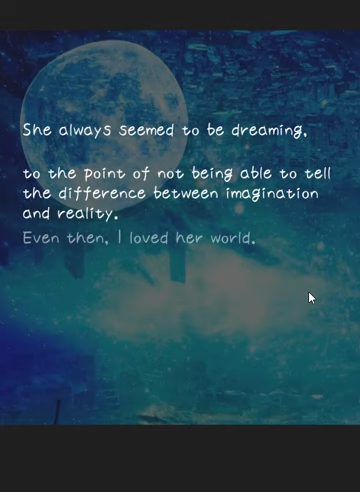 She always seemed to be dreaming,
to the point of not being able to tell
the difference between imagination
and reality.
Even then, I loved her world.